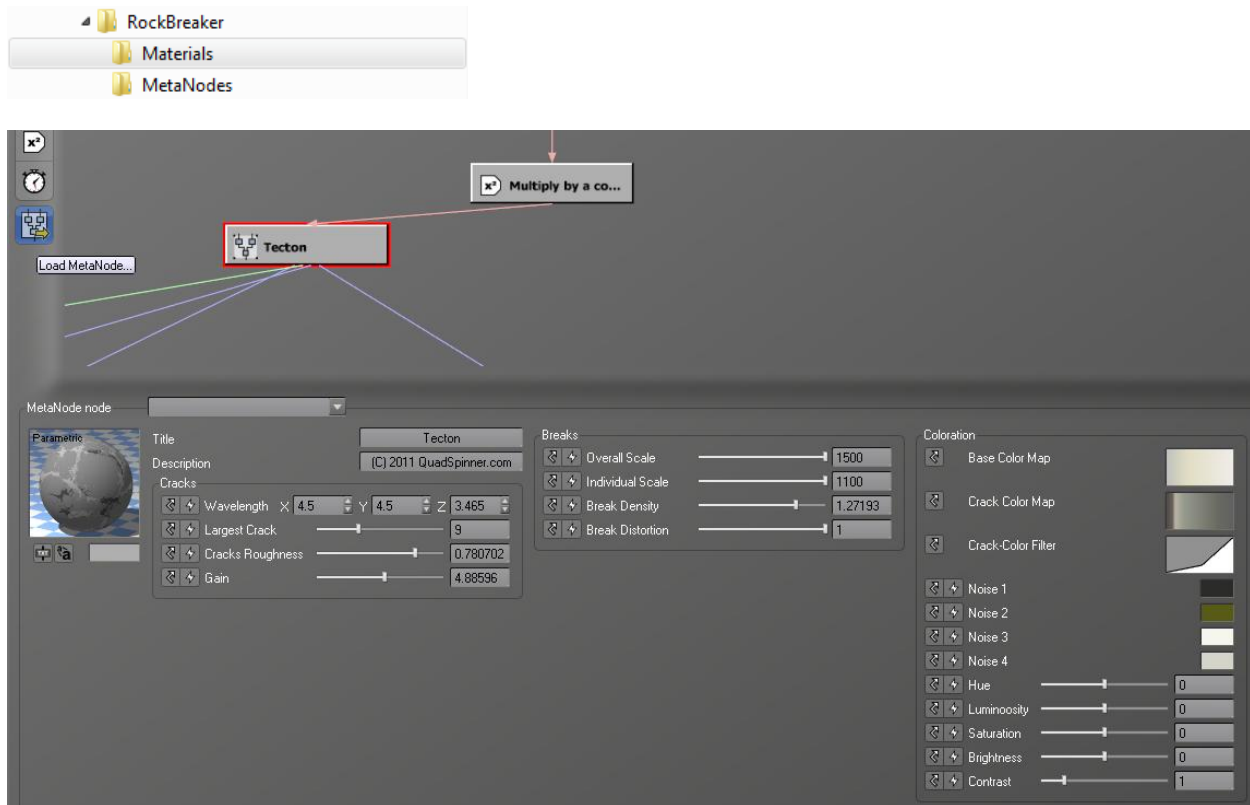 RockBreaker
Materials
MetaNodes
x²
x² Multiply by a co...
Tecton
Load MetaNode...
MetaNode node
Parametric
Title Tecton
Description (C) 2011 QuadSpinner.com
Cracks
Wavelength X 4.5 Y 4.5 Z 3.465
Largest Crack 9
Cracks Roughness 0.780702
Gain 4.88596
Breaks
Overall Scale 1500
Individual Scale 1100
Break Density 1.27193
Break Distortion 1
Coloration
Base Color Map
Crack Color Map
Crack-Color Filter
Noise 1
Noise 2
Noise 3
Noise 4
Hue 0
Luminoosity 0
Saturation 0
Brightness 0
Contrast 1